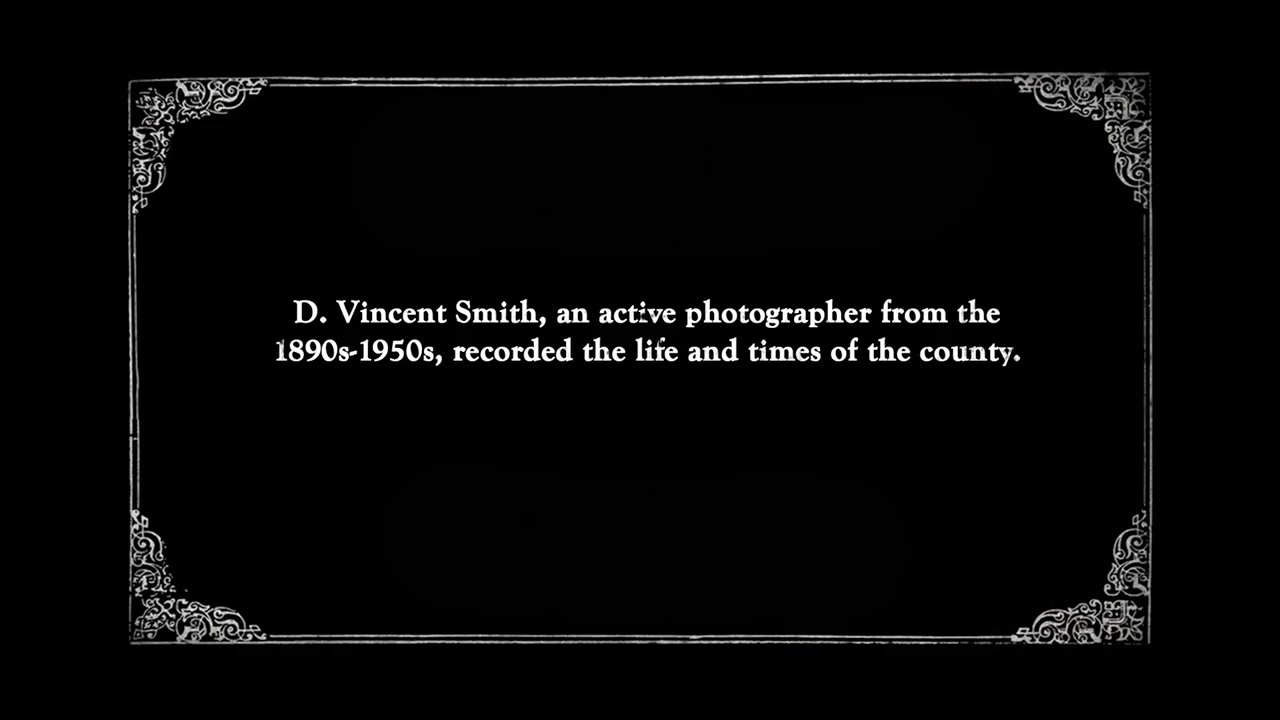 D. Vincent Smith, an active photographer from the
1890s-1950s, recorded the life and times of the county.